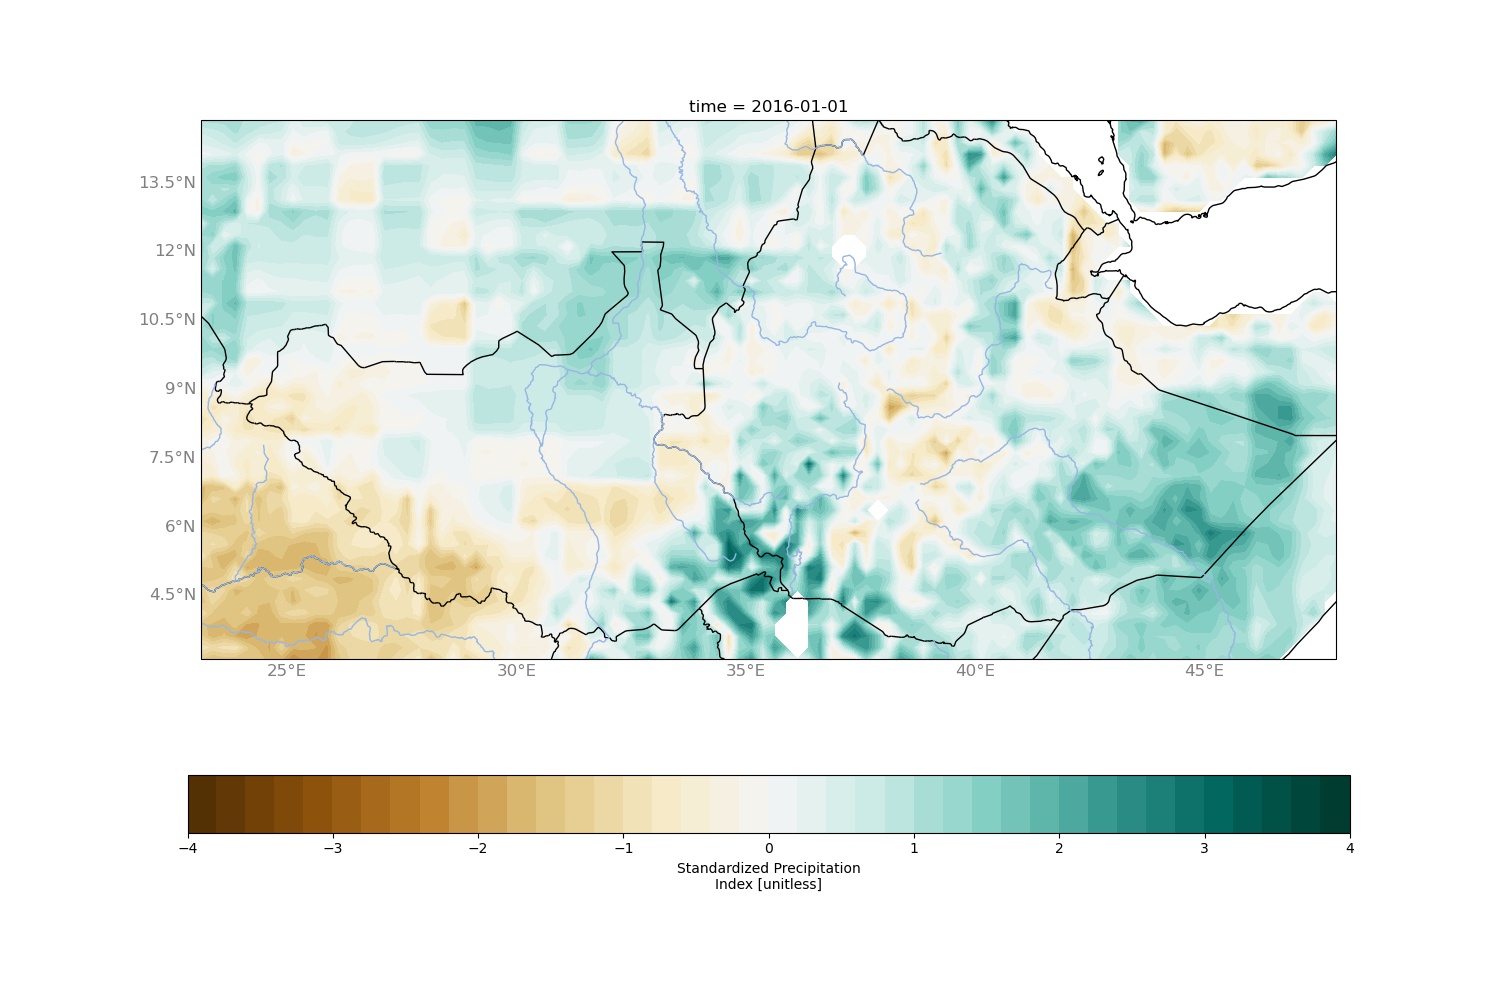 time = 2016-01-01
13.5°N
12°N
10.5°N
9°N
7.5°N
6°N
4.5°N
25°E 30°E 35°E 40°E 45°E
−4 −3 −2 −1 0 1 2 3 4
Standardized Precipitation
Index [unitless]